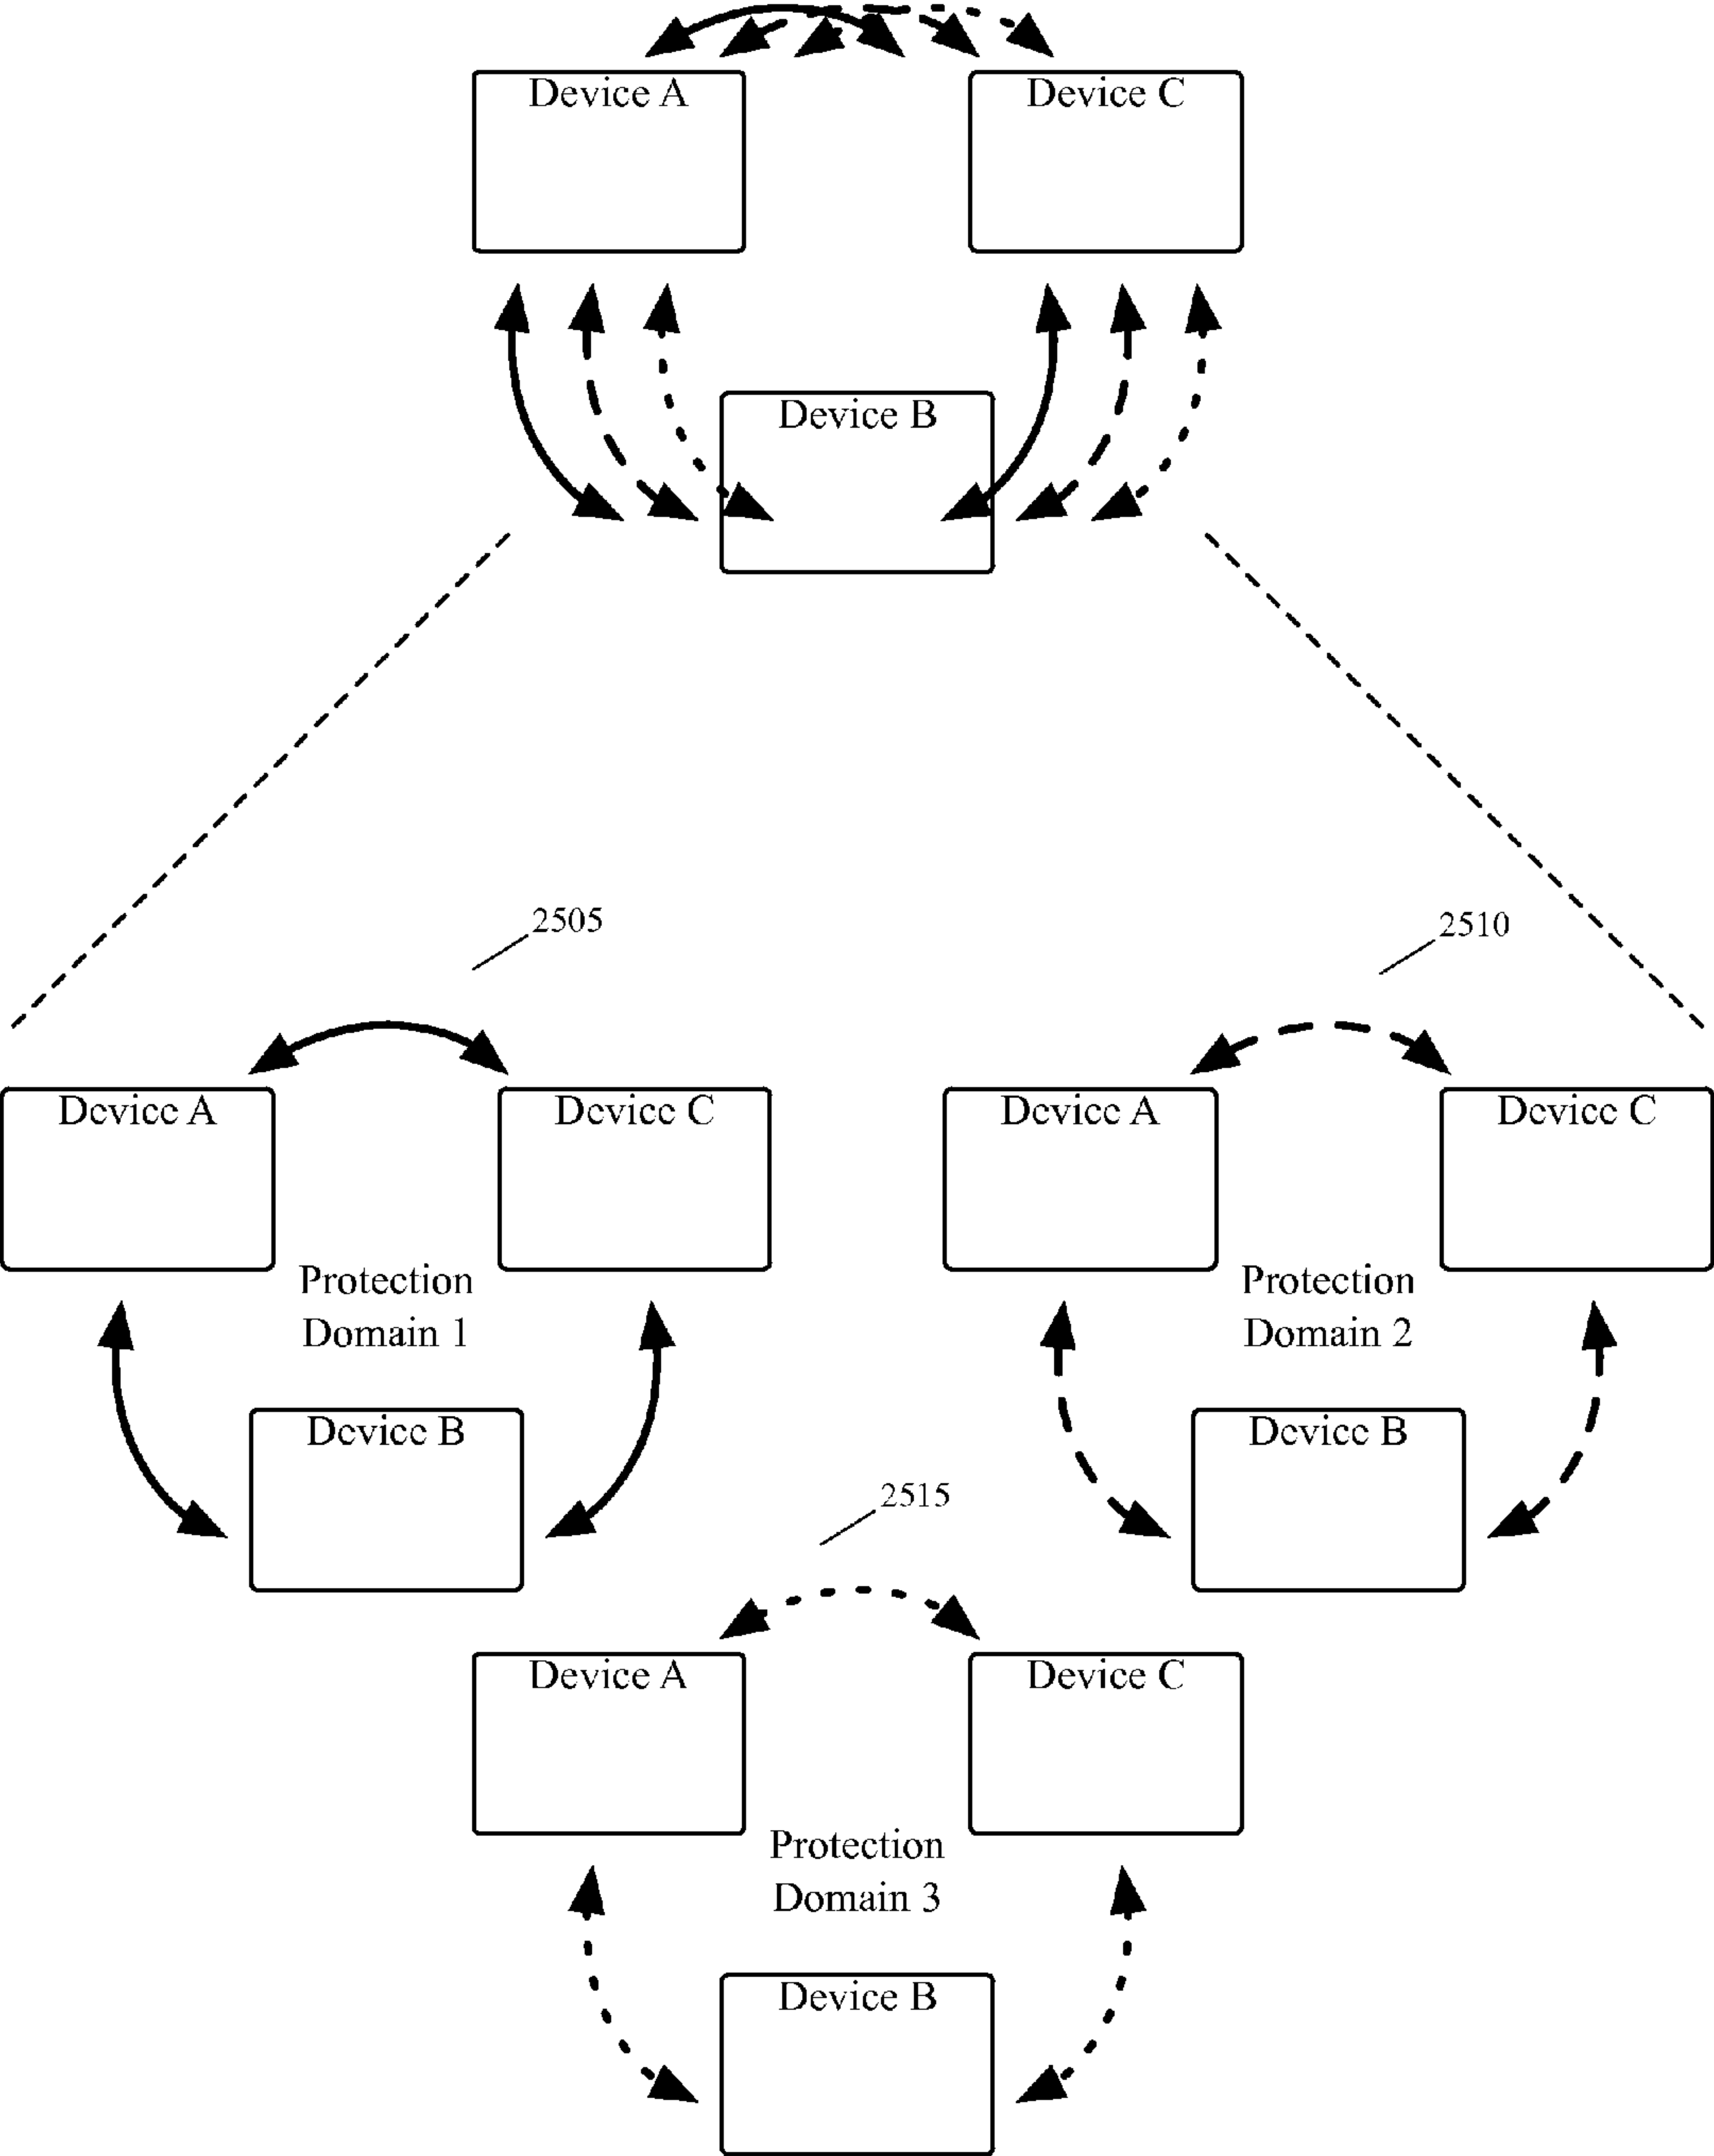 Device A
Device C
Device B
2505
2510
Device A
Device C
Device A
Device C
Protection
Domain 1
Protection
Domain 2
Device B
Device B
2515
Device A
Device C
Protection
Domain 3
Device B